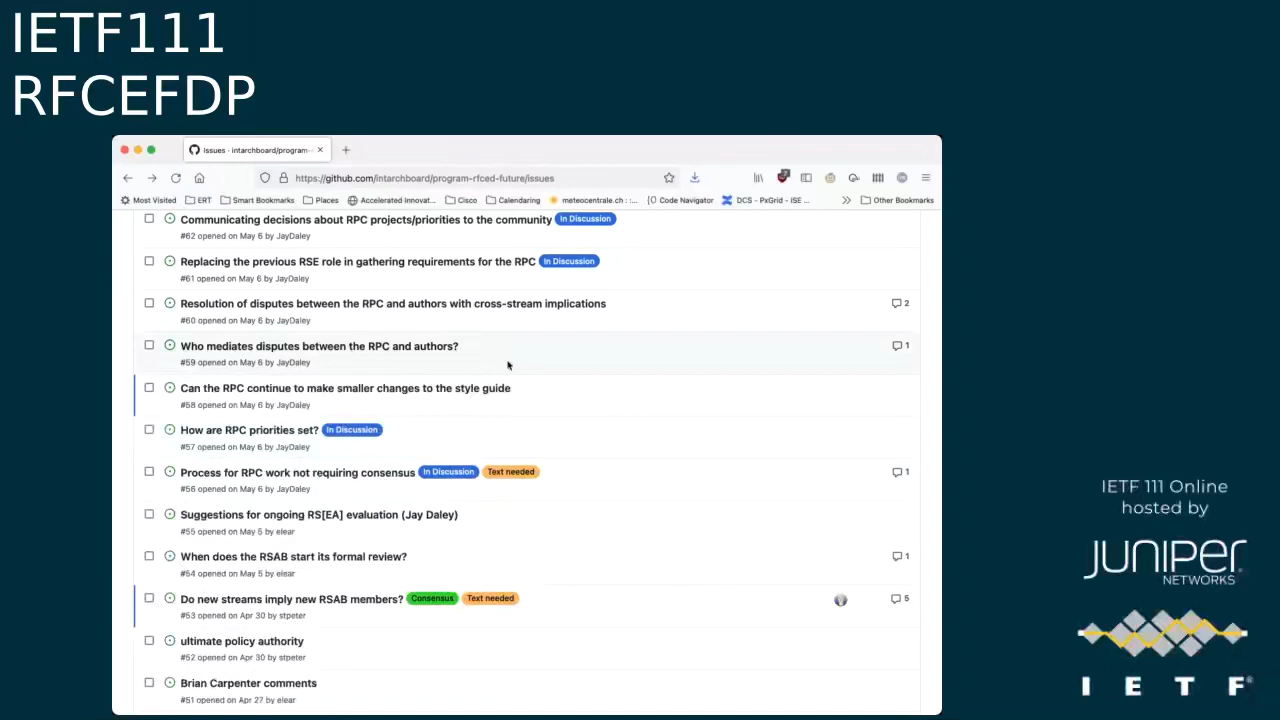 IETF111
RFCEFDP
Issues · intarchboard/program-
https://github.com/intarchboard/program-rfced-future/issues
Most Visited ERT Smart Bookmarks Places Accelerated innovat... Cisco Calendaring meteocentrale.ch : :... Code Navigator DCS - PxGrid - ISE ... Other Bookmarks
Communicating decisions about RPC projects/priorities to the community In Discussion
#62 opened on May 6 by JayDaley
Replacing the previous RSE role in gathering requirements for the RPC In Discussion
#61 opened on May 6 by JayDaley
Resolution of disputes between the RPC and authors with cross-stream implications 2
#60 opened on May 6 by JayDaley
Who mediates disputes between the RPC and authors? 1
#59 opened on May 6 by JayDaley
Can the RPC continue to make smaller changes to the style guide
#58 opened on May 6 by JayDaley
How are RPC priorities set? In Discussion
#57 opened on May 6 by JayDaley
Process for RPC work not requiring consensus In Discussion Text needed 1
#56 opened on May 6 by JayDaley
Suggestions for ongoing RS[EA] evaluation (Jay Daley)
#55 opened on May 5 by elear
When does the RSAB start its formal review? 1
#54 opened on May 5 by elear
Do new streams imply new RSAB members? Consensus Text needed 5
#53 opened on Apr 30 by stpeter
ultimate policy authority
#52 opened on Apr 30 by stpeter
Brian Carpenter comments
#51 opened on Apr 27 by elear
IETF 111 Online
hosted by
JUNIPER
NETWORKS
I E T F